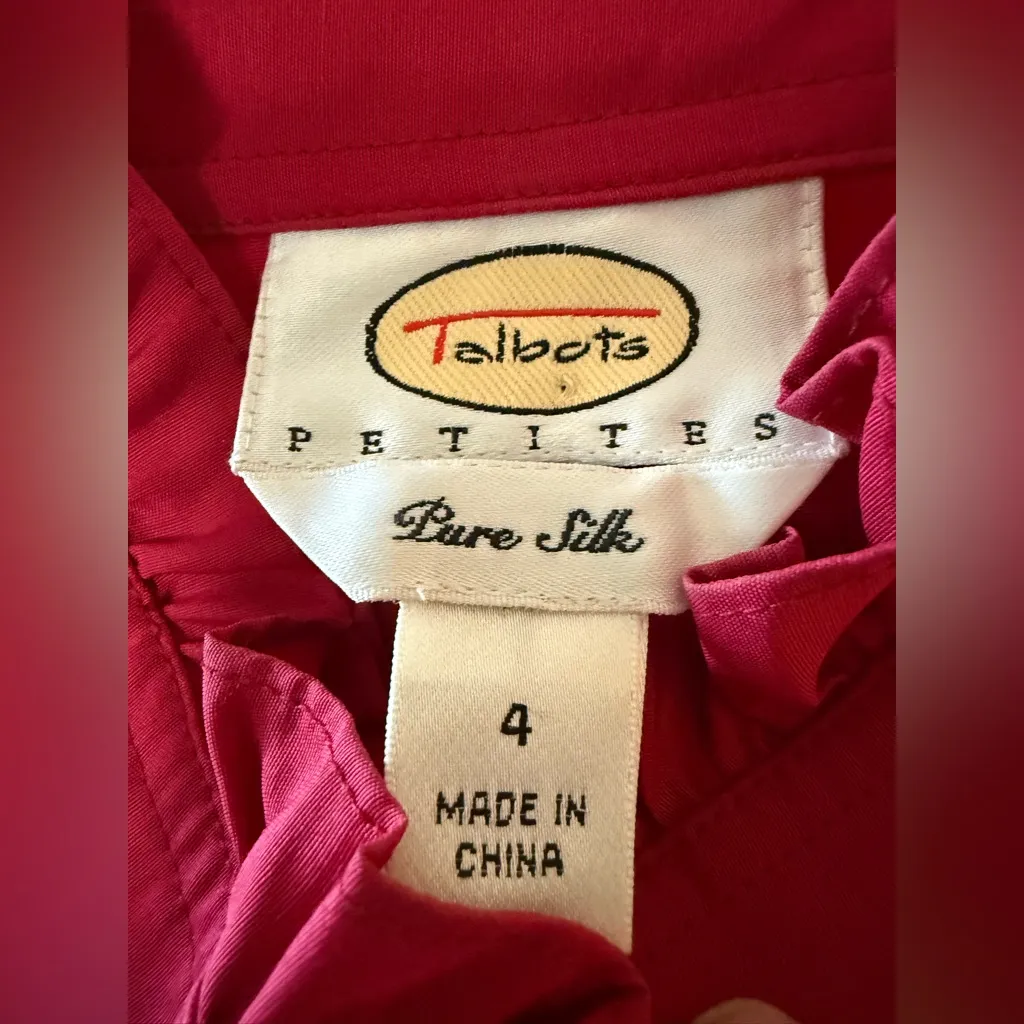 Talbots
PETITES
Pure Silk
4
MADE IN
CHINA